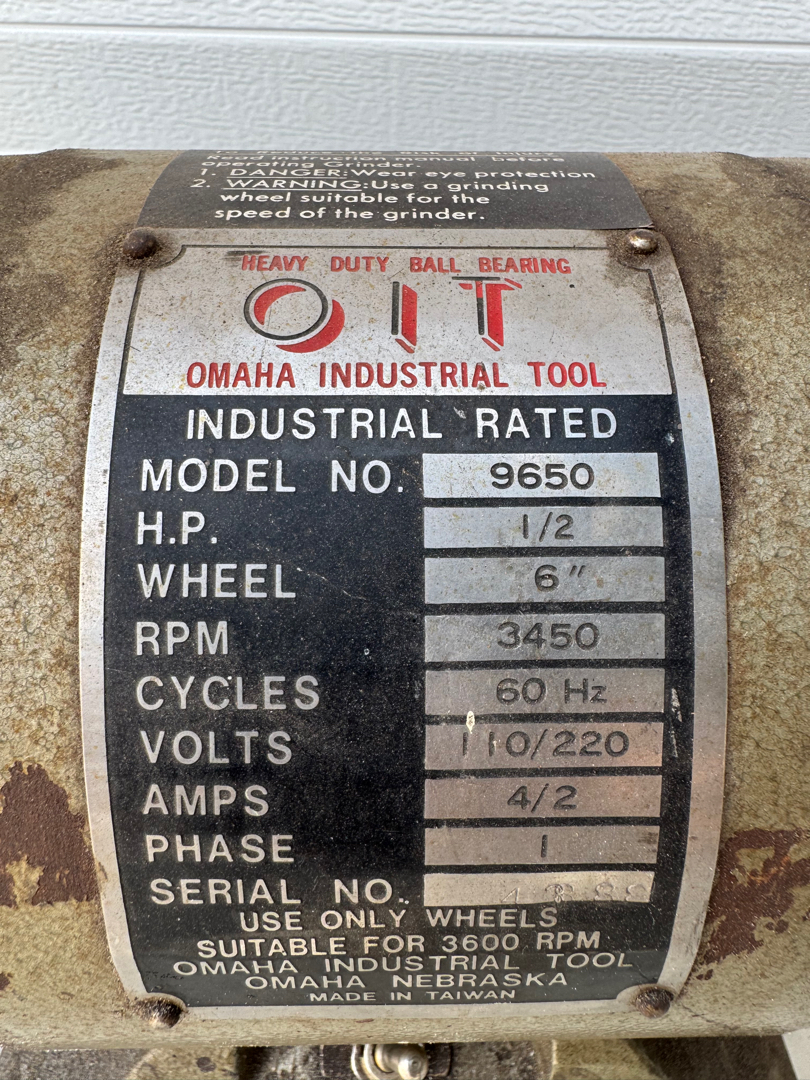 Read instruction manual before
operating Grinder.
1. DANGER:Wear eye protection
2. WARNING:Use a grinding
wheel suitable for the
speed of the grinder.
HEAVY DUTY BALL BEARING
OIT
OMAHA INDUSTRIAL TOOL
INDUSTRIAL RATED
MODEL NO. 9650
H.P. 1/2
WHEEL 6"
RPM 3450
CYCLES 60 Hz
VOLTS 110/220
AMPS 4/2
PHASE 1
SERIAL NO.
USE ONLY WHEELS
SUITABLE FOR 3600 RPM
OMAHA INDUSTRIAL TOOL
OMAHA NEBRASKA
MADE IN TAIWAN